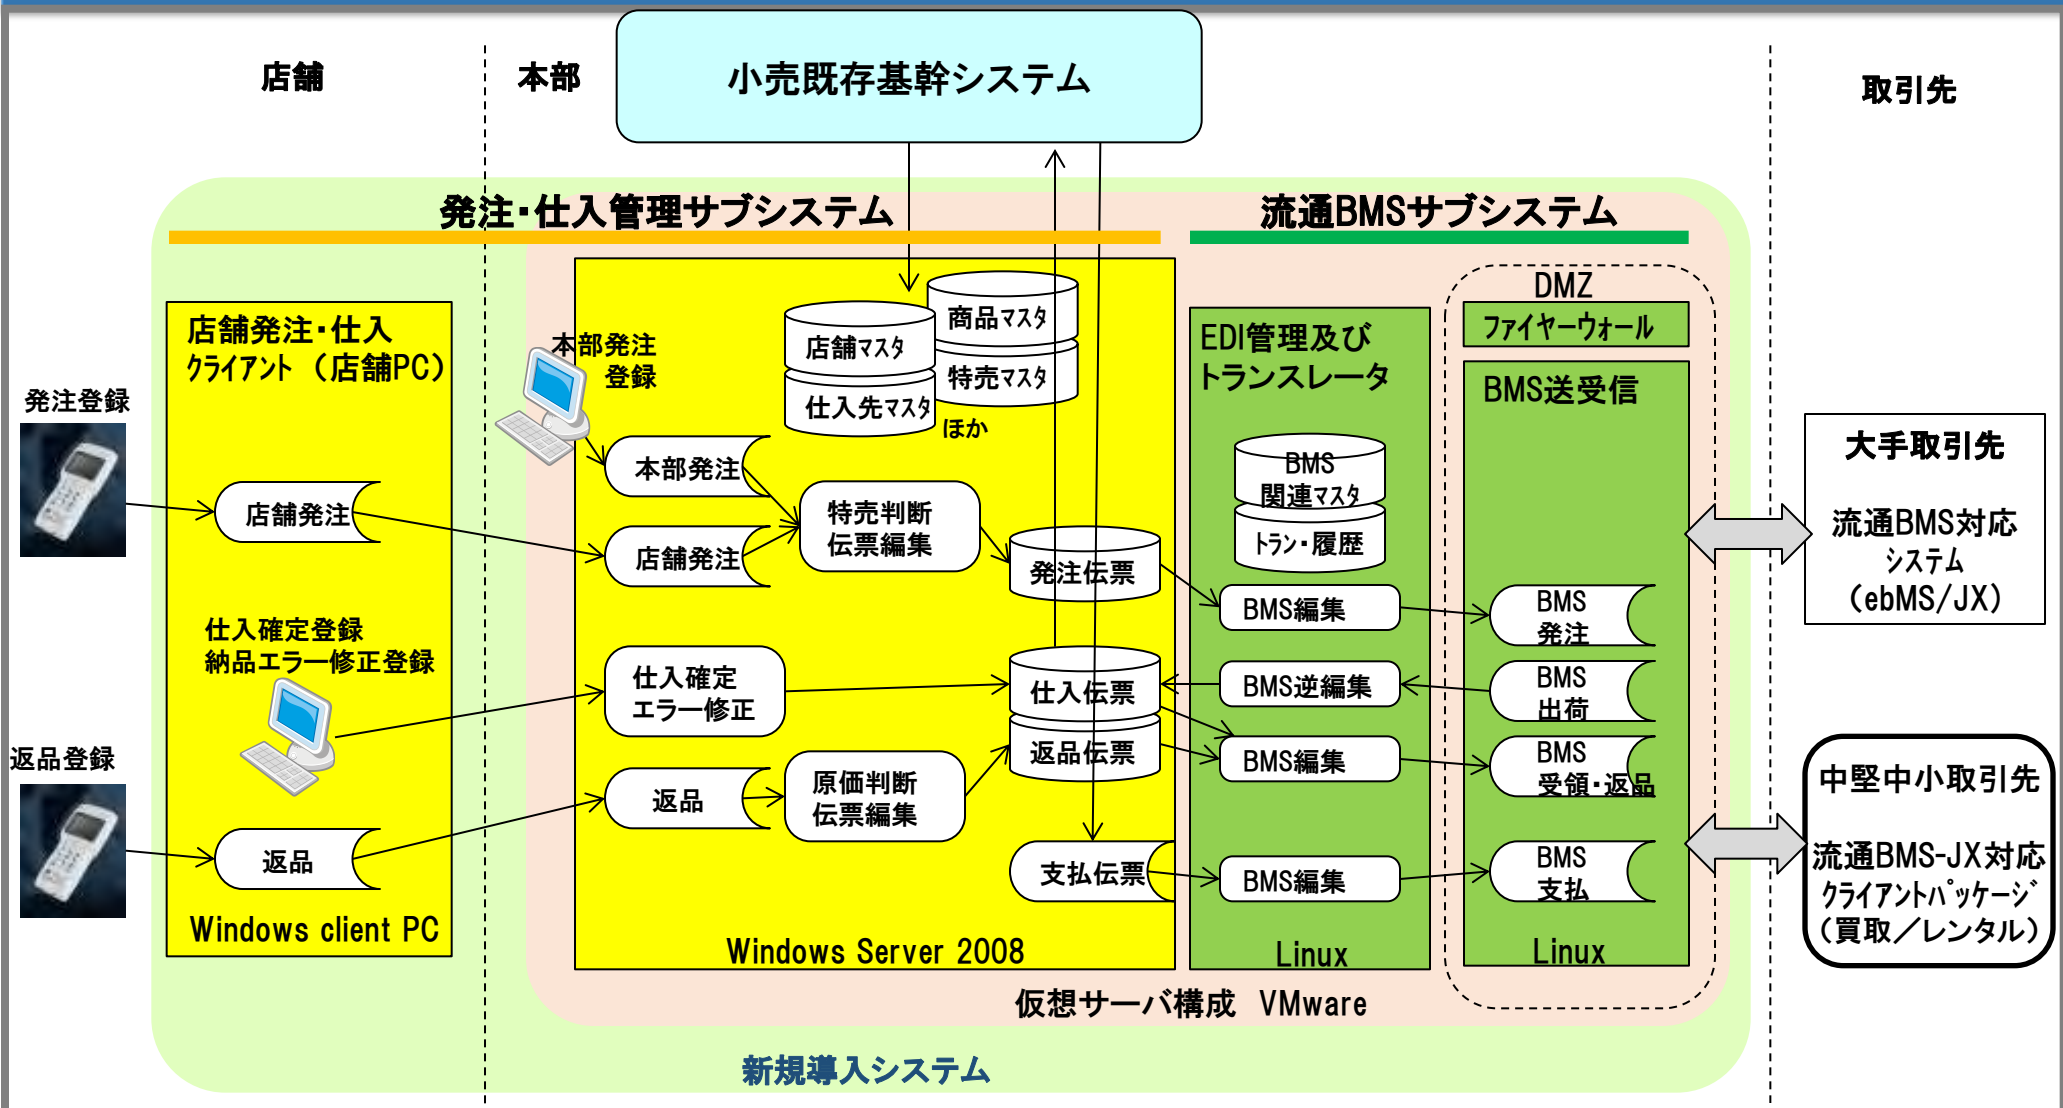 店舗
本部
小売既存基幹システム
取引先
発注・仕入管理サブシステム
流通BMSサブシステム
店舗発注・仕入
ｸﾗｲｱﾝﾄ（店舗PC）
発注登録
店舗発注
仕入確定登録
納品エラー修正登録
返品登録
返品
Windows client PC
本部発注
登録
店舗ﾏｽﾀ
仕入先ﾏｽﾀ
商品ﾏｽﾀ
特売ﾏｽﾀ
ほか
本部発注
店舗発注
特売判断
伝票編集
発注伝票
仕入確定
エラー修正
仕入伝票
返品伝票
返品
原価判断
伝票編集
支払伝票
Windows Server 2008
EDI管理及び
トランスレータ
BMS
関連ﾏｽﾀ
ﾄﾗﾝ・履歴
BMS編集
BMS逆編集
BMS編集
BMS編集
Linux
DMZ
ﾌｧｲﾔｰｳｫｰﾙ
BMS送受信
BMS
発注
BMS
出荷
BMS
受領・返品
BMS
支払
Linux
大手取引先
流通BMS対応
ｼｽﾃﾑ
（ebMS/JX）
中堅中小取引先
流通BMS-JX対応
ｸﾗｲｱﾝﾄﾊﾟｯｹｰｼﾞ
（買取／レンタル）
仮想サーバ構成　VMware
新規導入システム